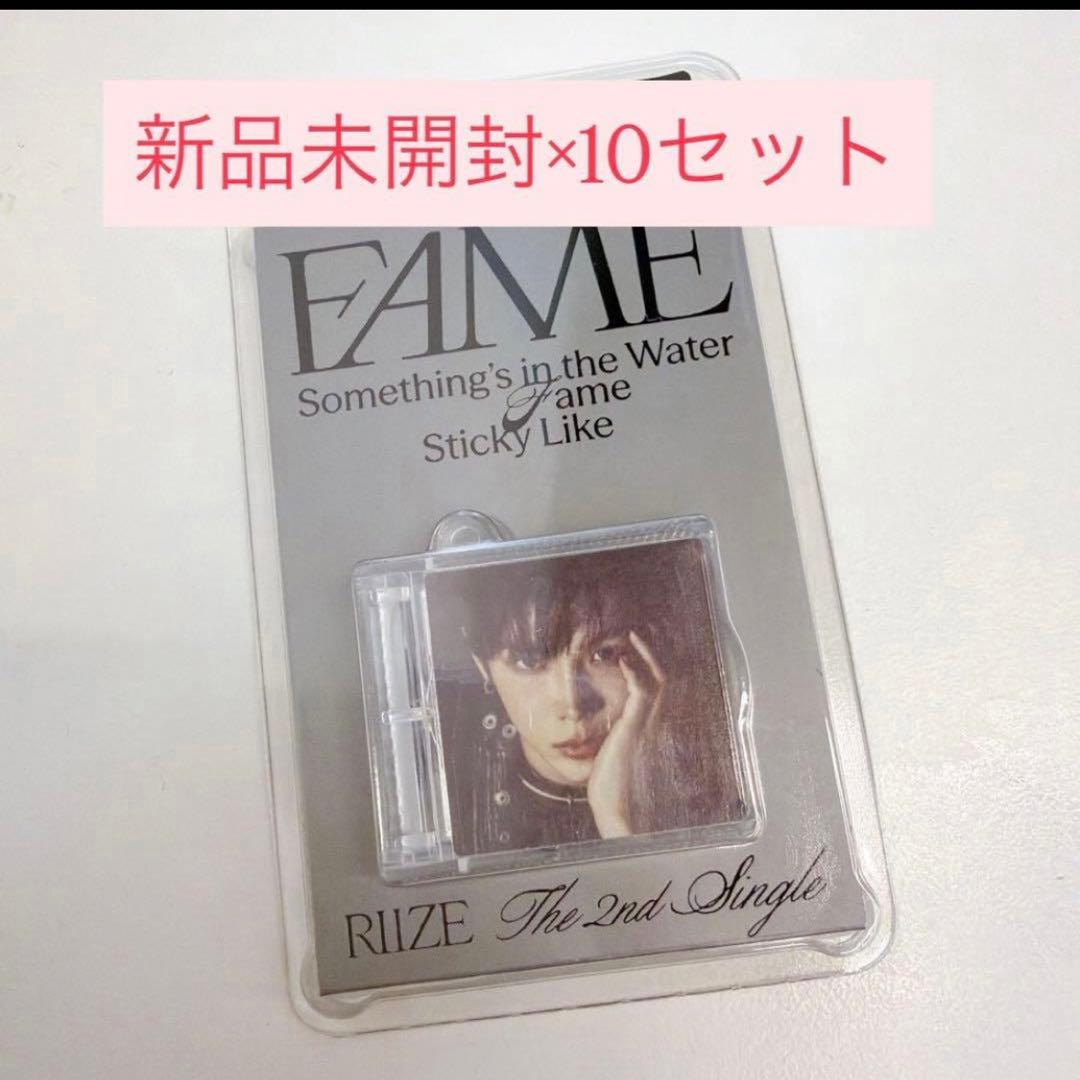 新品未開封×10セット
FAME
Something's in the Water
Fame
Sticky Like
RIIZE The 2nd Single